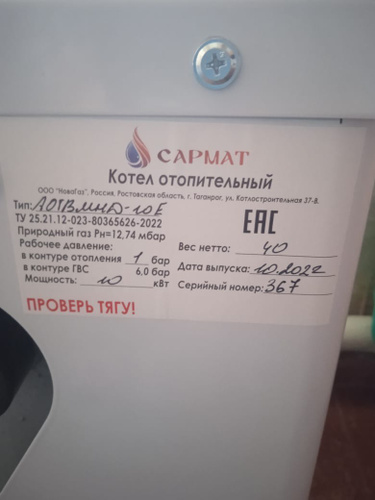 САРМАТ
Котел отопительный
ООО "НоваГаз", Россия, Ростовская область, г. Таганрог, ул. Котлостроительная 37-В.
Тип: АОГВМНД-10Е
ТУ 25.21.12-023-80365626-2022
EAC
Природный газ Рн=12,74 мбар
Рабочее давление:
в контуре отопления 1 бар
в контуре ГВС 6,0 бар
Мощность: 10 кВт
Вес нетто: 40
Дата выпуска: 10.2022
Серийный номер: 367
ПРОВЕРЬ ТЯГУ!